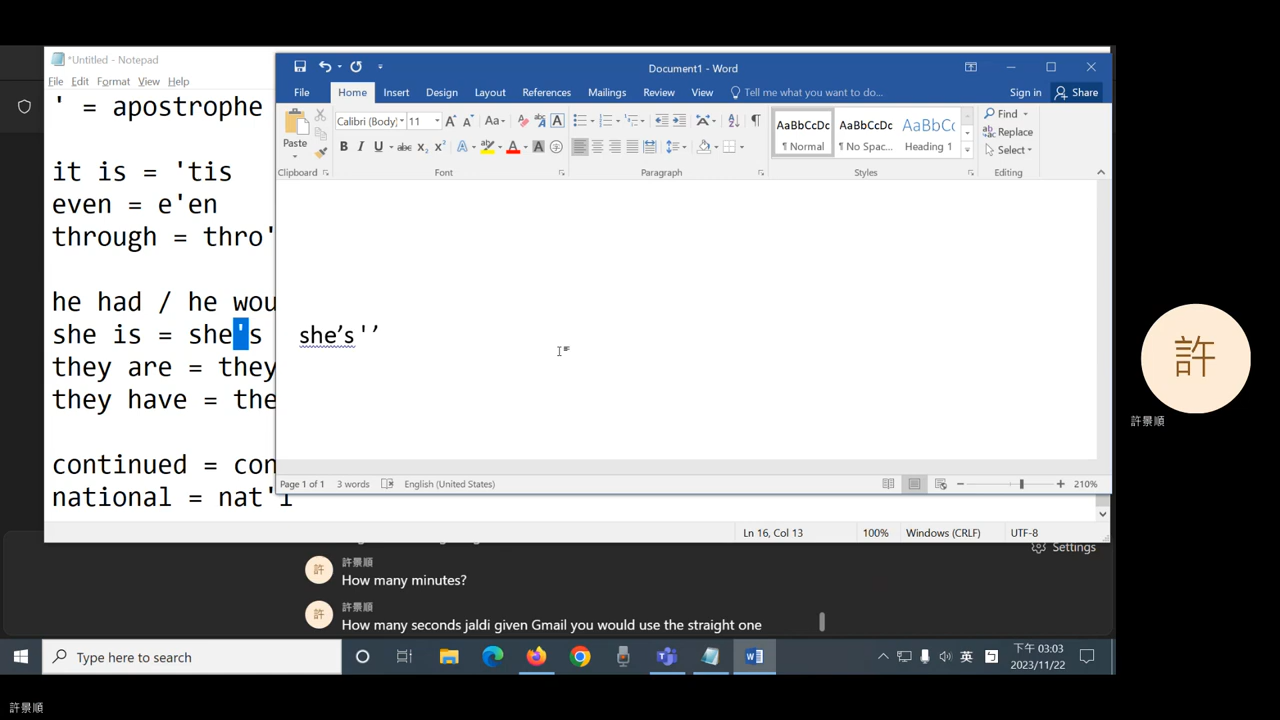 *Untitled - Notepad
File Edit Format View Help
' = apostrophe
it is = 'tis
even = e'en
through = thro'
he had / he wou
she is = she's
they are = they
they have = the
continued = con
national = nat'l
Ln 16, Col 13
100%
Windows (CRLF)
UTF-8
Document1 - Word
File Home Insert Design Layout References Mailings Review View Tell me what you want to do... Sign in Share
Paste
Calibri (Body) 11
AaBbCcDc AaBbCcDc AaBbCc
¶ Normal ¶ No Spac... Heading 1
Find
Replace
Select
Clipboard Font Paragraph Styles Editing
she’s ' ’
Page 1 of 1 3 words English (United States) 210%
Settings
許景順
How many minutes?
許景順
How many seconds jaldi given Gmail you would use the straight one
許
許景順
Type here to search
英
下午 03:03
2023/11/22
許景順